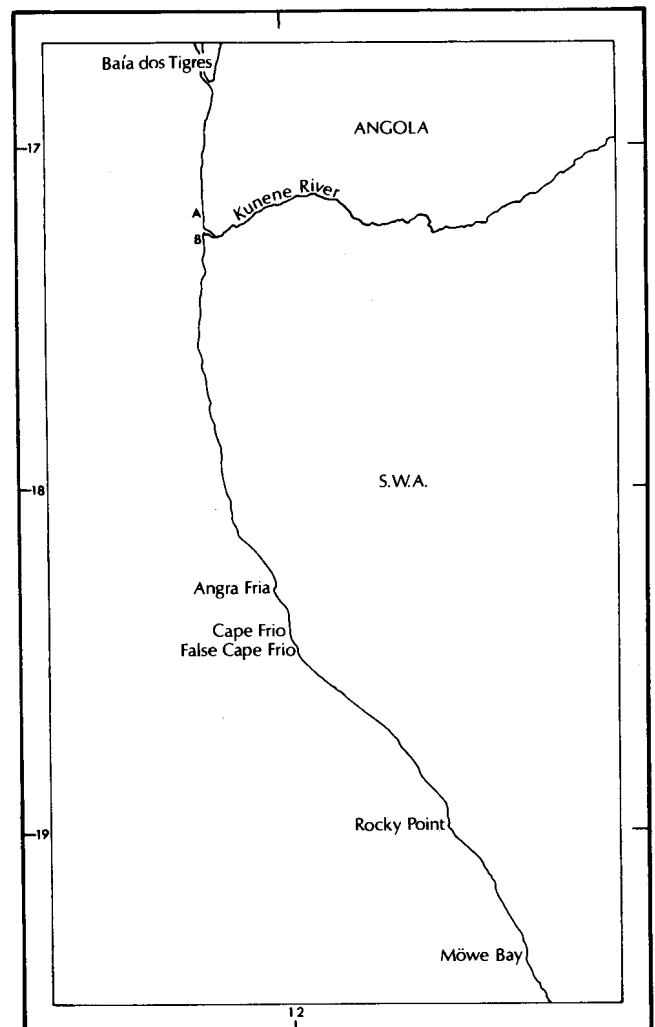 Baía dos Tigres
ANGOLA
17
Kunene River
A
B
18
S.W.A.
Angra Fria
Cape Frio
False Cape Frio
Rocky Point
19
Möwe Bay
12